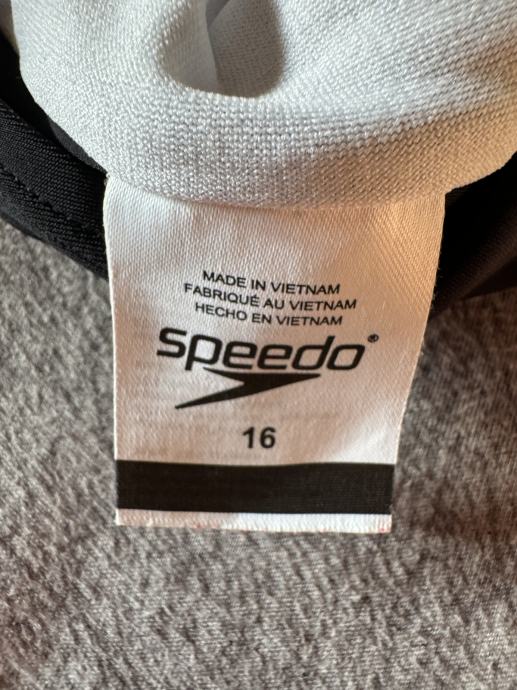 MADE IN VIETNAM
FABRIQUÉ AU VIETNAM
HECHO EN VIETNAM
speedo®
16